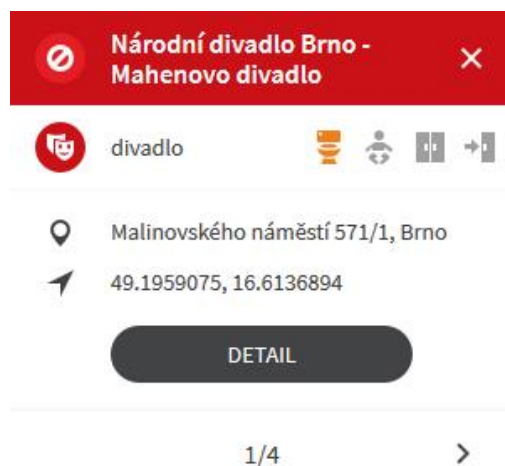 Národní divadlo Brno -
Mahenovo divadlo
divadlo
Malinovského náměstí 571/1, Brno
49.1959075, 16.6136894
DETAIL
1/4